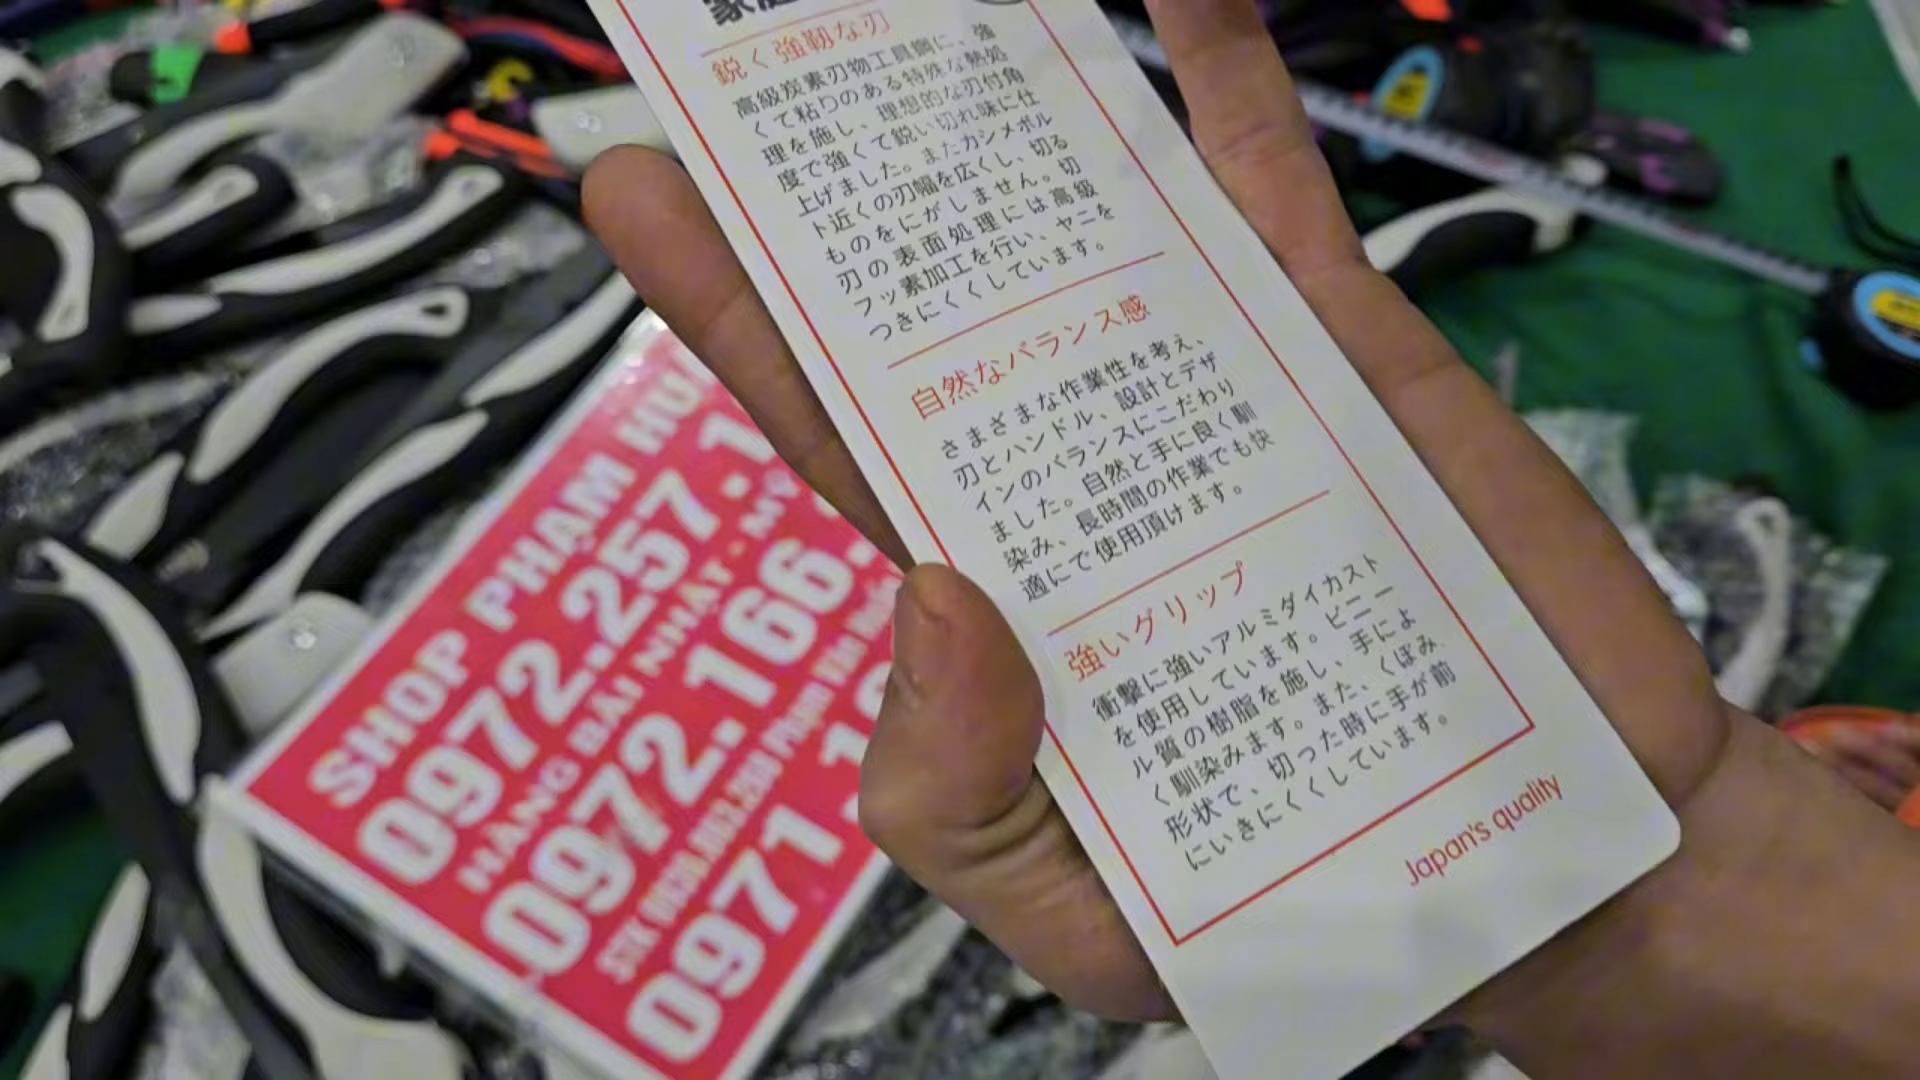 鋭く強靭な刃
高級炭素刃物工具鋼に、強
くて粘りのある特殊な熱処
理を施し、理想的な刃付角
度で強くて鋭い切れ味に仕
上げました。またカシメボル
ト近くの刃幅を広くし、切る
ものをにがしません。切
刃の表面処理には高級
フッ素加工を行い、ヤニを
つきにくくしています。
自然なバランス感
さまざまな作業性を考え、
刃とハンドル、設計とデザ
インのバランスにこだわり
ました。自然と手に良く馴
染み、長時間の作業でも快
適にで使用頂けます。
強いグリップ
衝撃に強いアルミダイカスト
を使用しています。ビニー
ル質の樹脂を施し、手によ
く馴染みます。また、くぼみ
形状で、切った時に手が前
にいきにくくしています。
Japan's quality
SHOP PHẠM HU
0972.257.1
HÀNG BÃI NHẬT - MỸ
0972.166.
0971.1